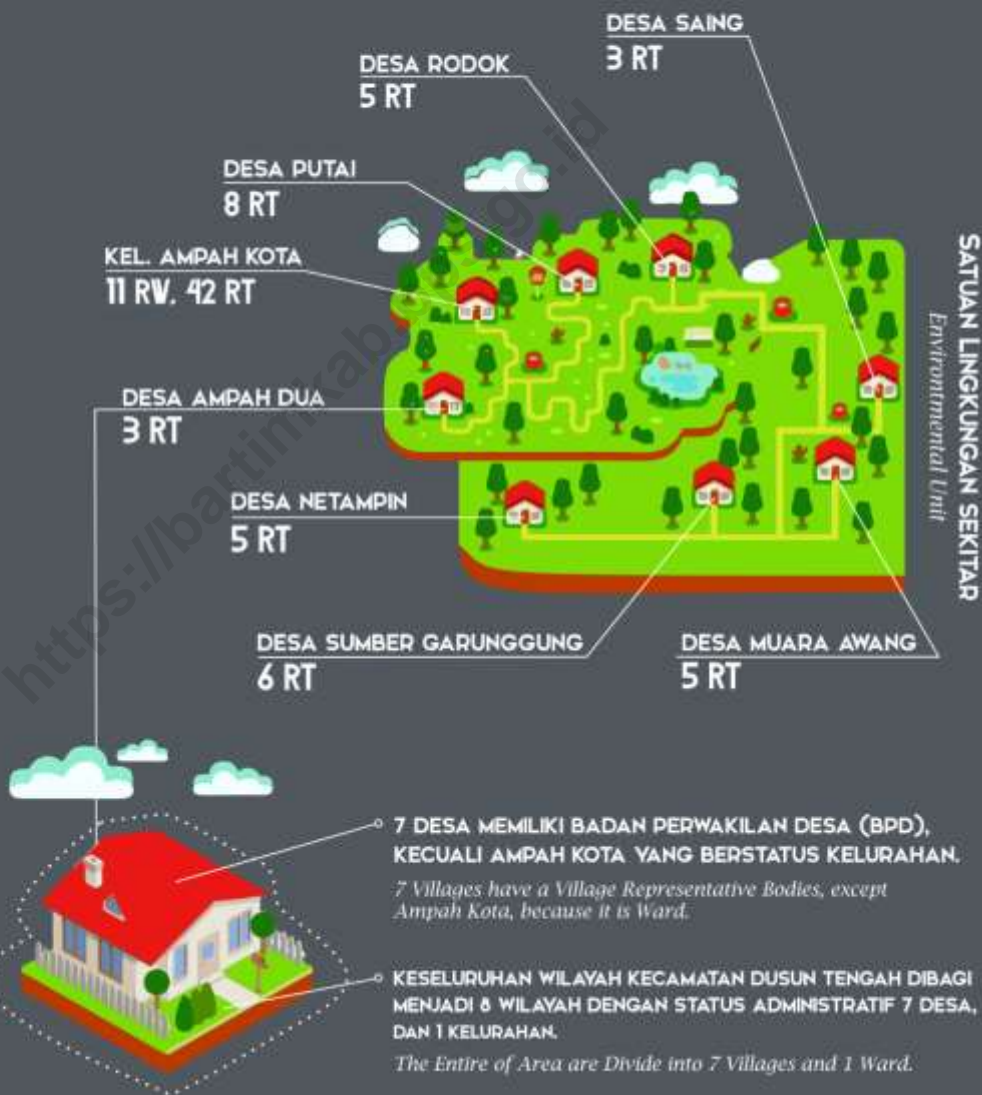 DESA SAING
3 RT
DESA RODOK
5 RT
DESA PUTAI
8 RT
KEL. AMPAH KOTA
11 RW, 42 RT
DESA AMPAH DUA
3 RT
DESA NETAMPIN
5 RT
DESA SUMBER GARUNGGUNG
6 RT
DESA MUARA AWANG
5 RT
SATUAN LINGKUNGAN SEKITAR
Environtmental Unit
7 DESA MEMILIKI BADAN PERWAKILAN DESA (BPD),
KECUALI AMPAH KOTA YANG BERSTATUS KELURAHAN.
7 Villages have a Village Representative Bodies, except
Ampah Kota, because it is Ward.
KESELURUHAN WILAYAH KECAMATAN DUSUN TENGAH DIBAGI
MENJADI 8 WILAYAH DENGAN STATUS ADMINISTRATIF 7 DESA,
DAN 1 KELURAHAN.
The Entire of Area are Divide into 7 Villages and 1 Ward.